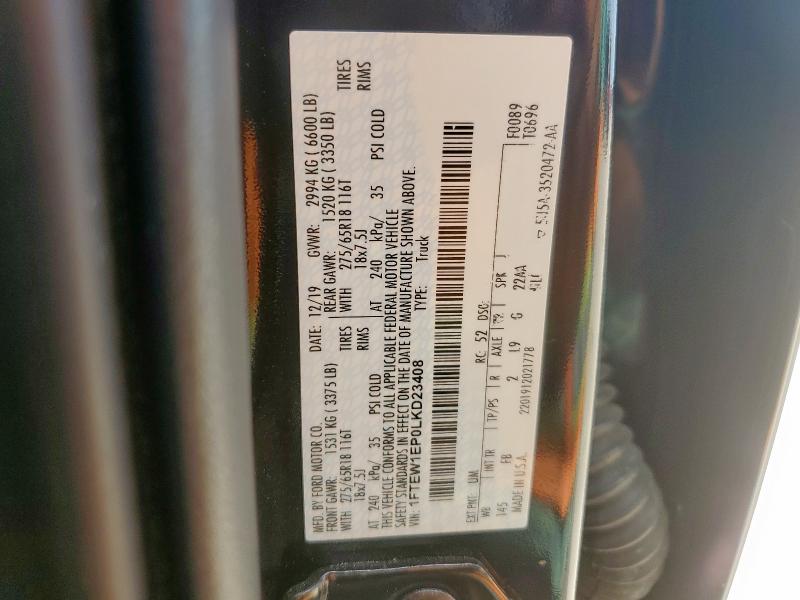 MFD. BY FORD MOTOR CO.
DATE: 12/19 GVWR: 2994 KG ( 6600 LB)
FRONT GAWR: 1531 KG ( 3375 LB)
REAR GAWR: 1520 KG ( 3350 LB)
WITH 275/65R18 116T TIRES
WITH 275/65R18 116T TIRES
18x7.5J RIMS
18x7.5J RIMS
AT 240 kPa/ 35 PSI COLD
AT 240 kPa/ 35 PSI COLD
THIS VEHICLE CONFORMS TO ALL APPLICABLE FEDERAL MOTOR VEHICLE
SAFETY STANDARDS IN EFFECT ON THE DATE OF MANUFACTURE SHOWN ABOVE.
VIN: 1FTEW1EP0LKD23408
TYPE: Truck
F0089
T0696
EXT PNT: UM RC: 52 DSO:
WB INT TR TP/PS R AXLE SPR
145 FB 2 L9 G 22AA
MADE IN U.S.A.
2201912021778